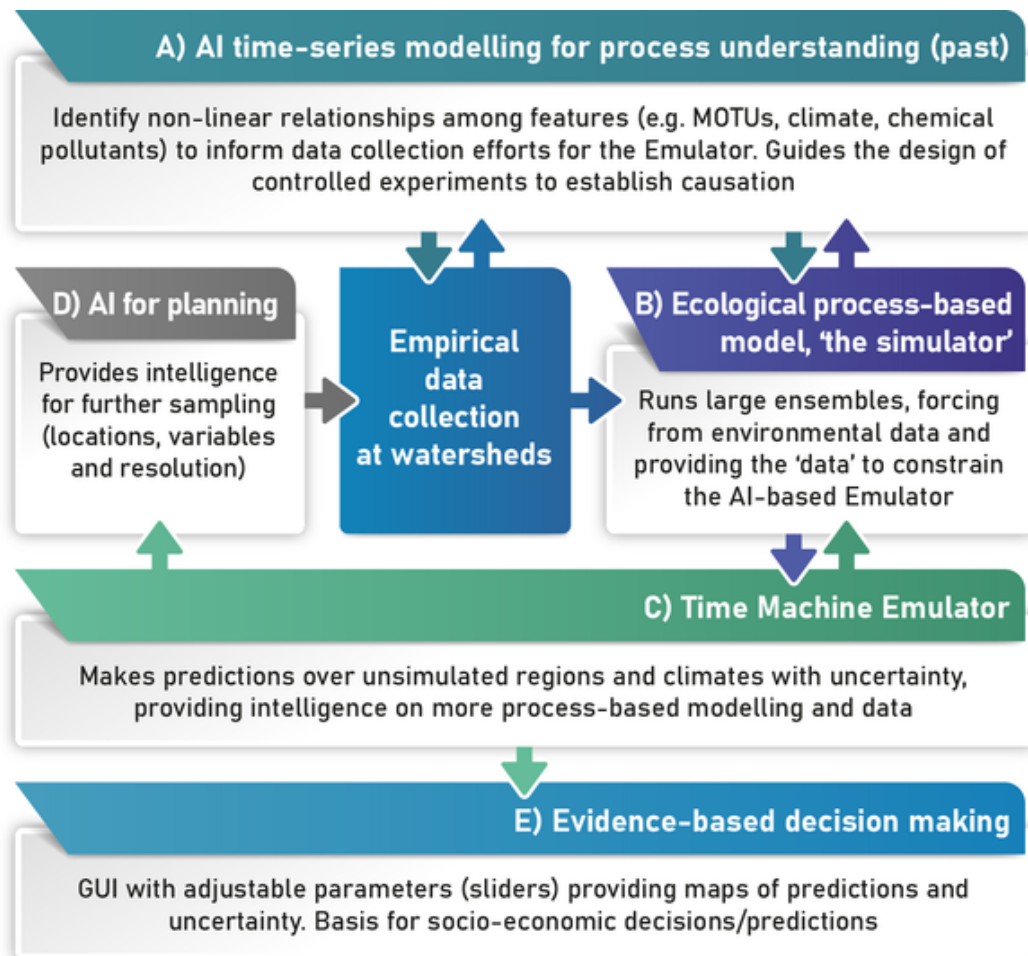 A) AI time-series modelling for process understanding (past)
Identify non-linear relationships among features (e.g. MOTUs, climate, chemical
pollutants) to inform data collection efforts for the Emulator. Guides the design of
controlled experiments to establish causation
D) AI for planning
Provides intelligence
for further sampling
(locations, variables
and resolution)
Empirical
data
collection
at watersheds
B) Ecological process-based
model, ‘the simulator’
Runs large ensembles, forcing
from environmental data and
providing the ‘data’ to constrain
the AI-based Emulator
C) Time Machine Emulator
Makes predictions over unsimulated regions and climates with uncertainty,
providing intelligence on more process-based modelling and data
E) Evidence-based decision making
GUI with adjustable parameters (sliders) providing maps of predictions and
uncertainty. Basis for socio-economic decisions/predictions